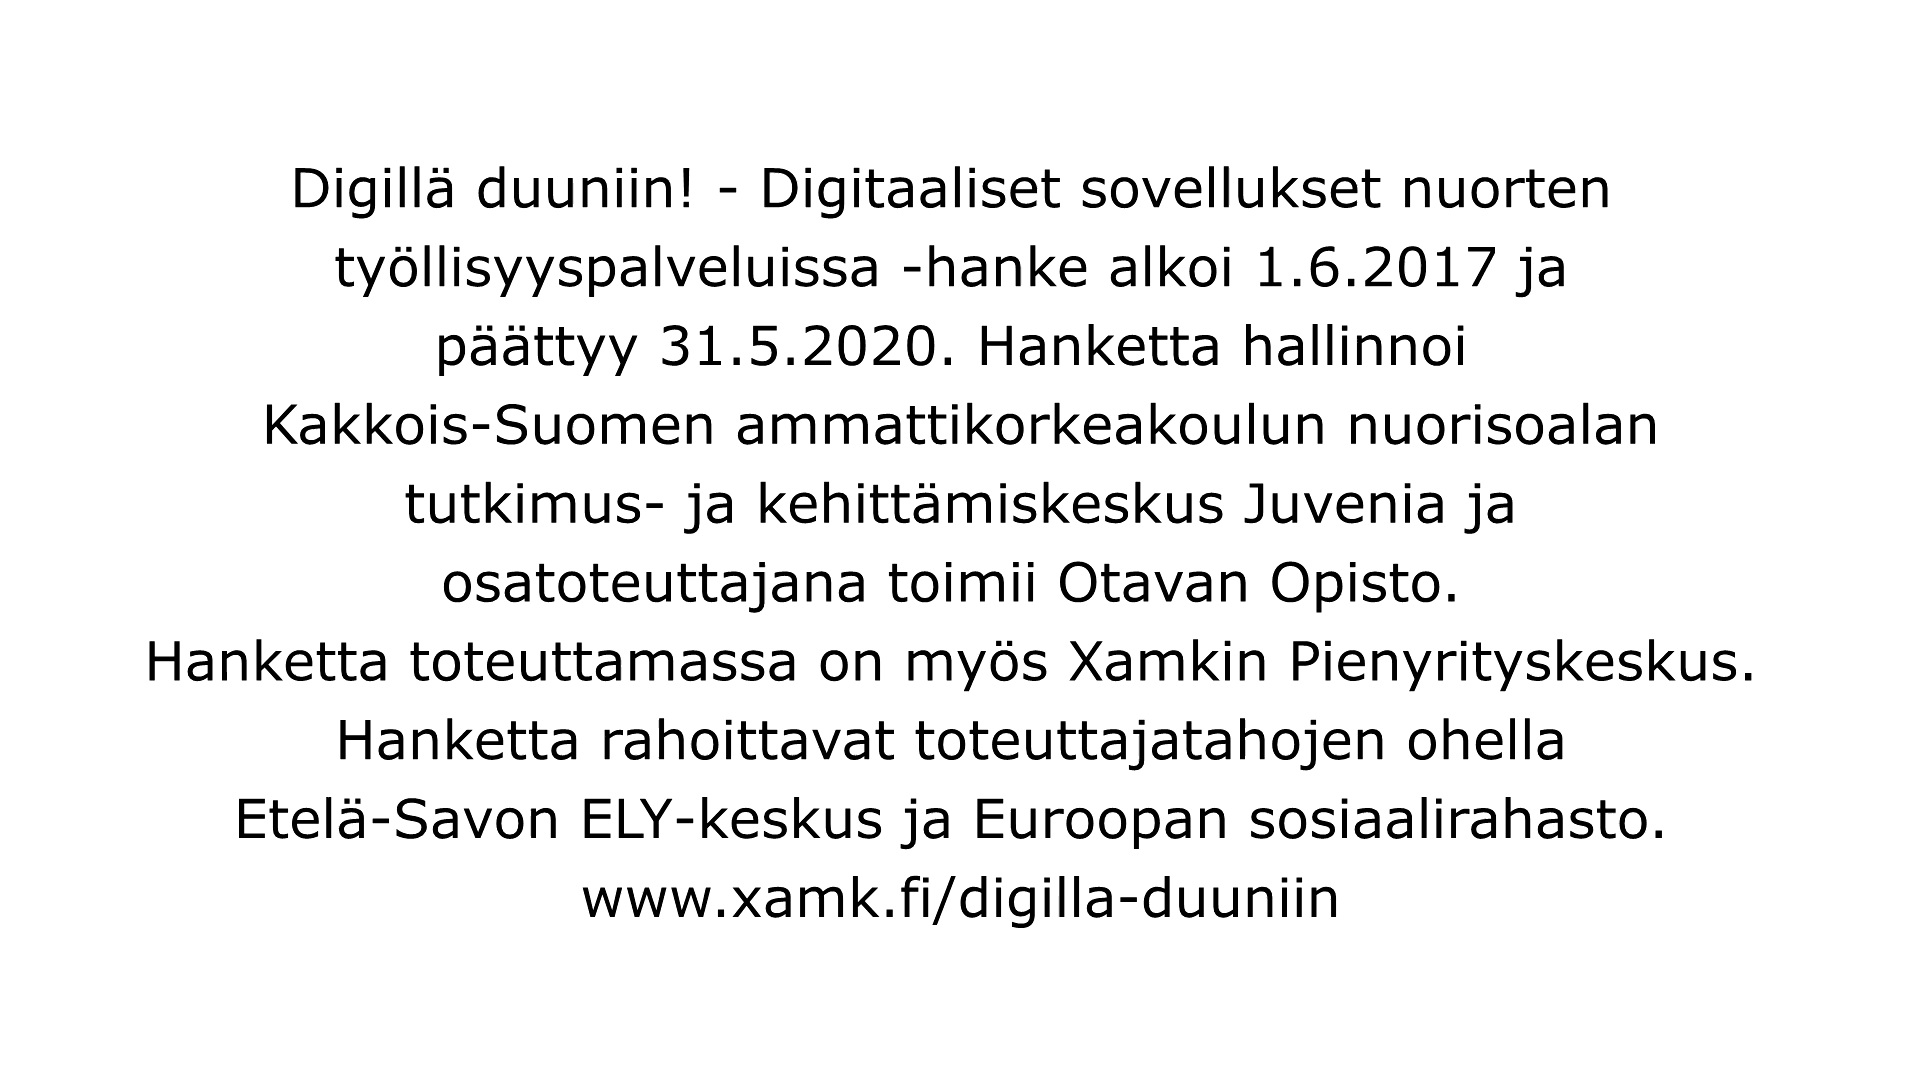 Digillä duuniin! - Digitaaliset sovellukset nuorten
työllisyyspalveluissa -hanke alkoi 1.6.2017 ja
päättyy 31.5.2020. Hanketta hallinnoi
Kakkois-Suomen ammattikorkeakoulun nuorisoalan
tutkimus- ja kehittämiskeskus Juvenia ja
osatoteuttajana toimii Otavan Opisto.
Hanketta toteuttamassa on myös Xamkin Pienyrityskeskus.
Hanketta rahoittavat toteuttajatahojen ohella
Etelä-Savon ELY-keskus ja Euroopan sosiaalirahasto.
www.xamk.fi/digilla-duuniin